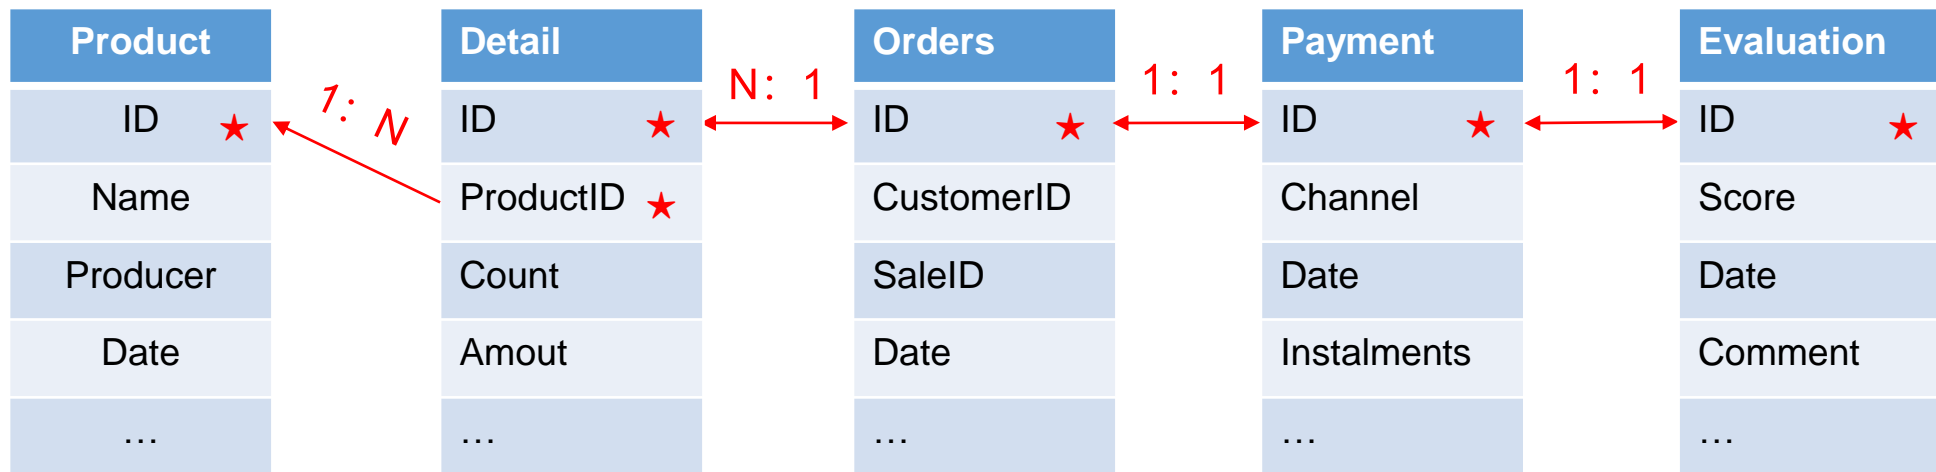 Product
ID
Name
Producer
Date
…
1: N
Detail
ID
ProductID
Count
Amout
…
N: 1
Orders
ID
CustomerID
SaleID
Date
…
1: 1
Payment
ID
Channel
Date
Instalments
…
1: 1
Evaluation
ID
Score
Date
Comment
…